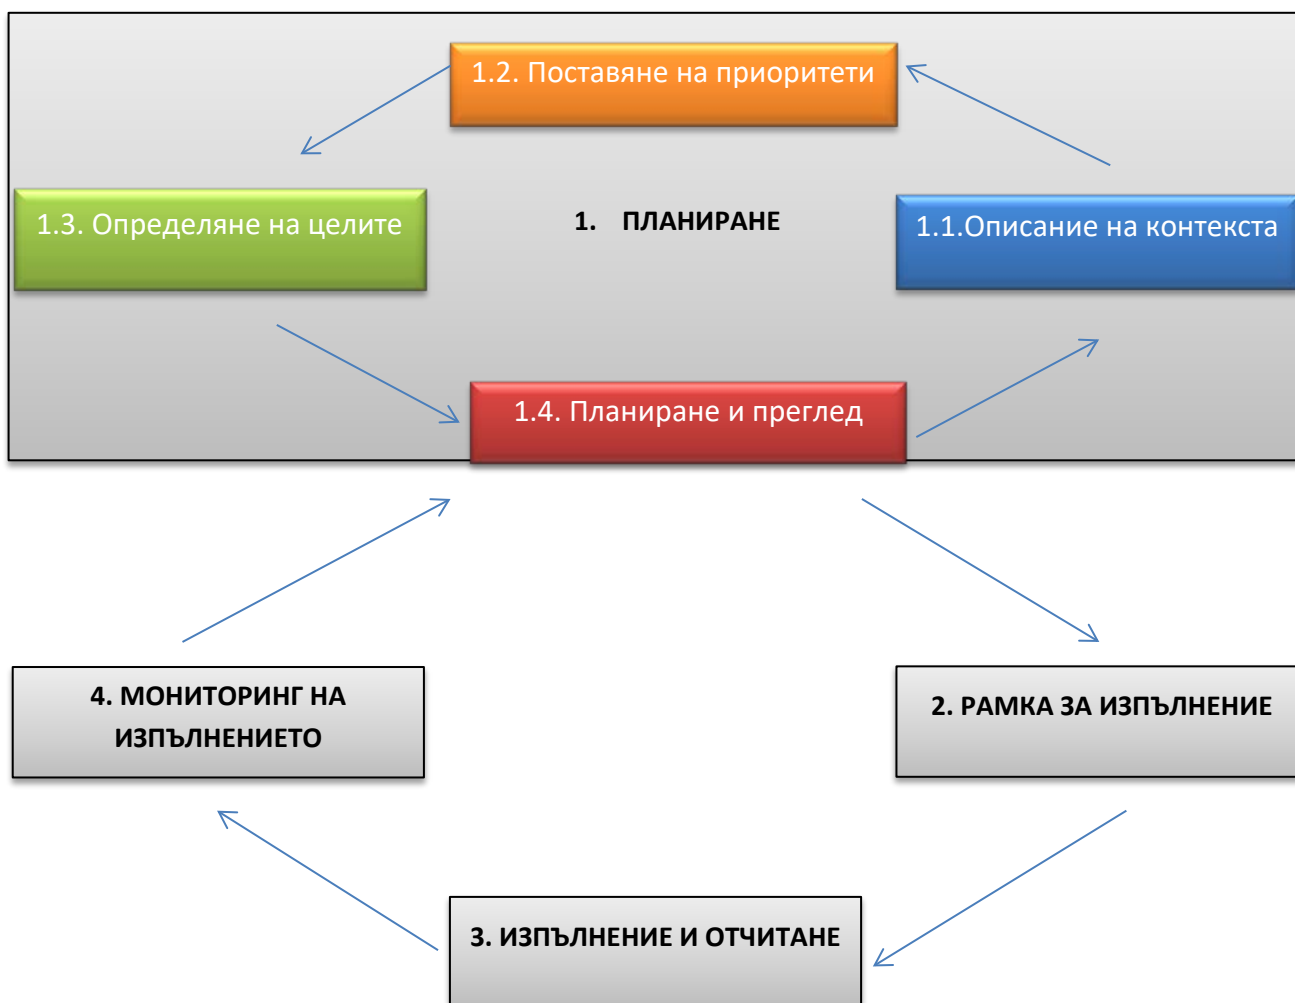 1.2. Поставяне на приоритети
1.3. Определяне на целите
1. ПЛАНИРАНЕ
1.1.Описание на контекста
1.4. Планиране и преглед
4. МОНИТОРИНГ НА
ИЗПЪЛНЕНИЕТО
2. РАМКА ЗА ИЗПЪЛНЕНИЕ
3. ИЗПЪЛНЕНИЕ И ОТЧИТАНЕ